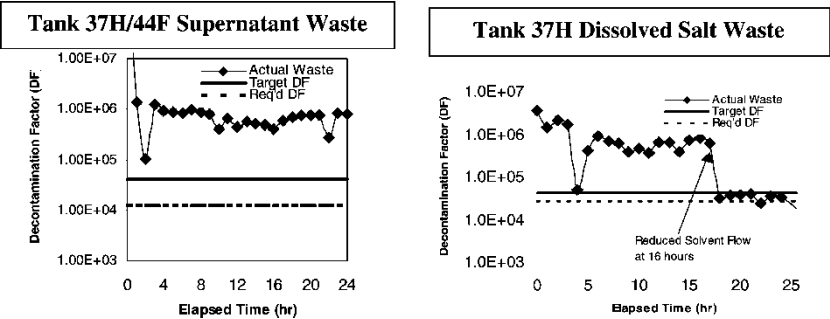 Tank 37H/44F Supernatant Waste
1.00E+07
1.00E+06
1.00E+05
1.00E+04
1.00E+03
Decontamination Factor (DF)
Actual Waste
Target DF
Req'd DF
0 4 8 12 16 20 24
Elapsed Time (hr)
Tank 37H Dissolved Salt Waste
1.0E+07
1.0E+06
1.0E+05
1.0E+04
1.0E+03
Decontamination Factor (DF)
Actual Waste
Target DF
Req'd DF
Reduced Solvent Flow
at 16 hours
0 5 10 15 20 25
Elapsed Time (hr)